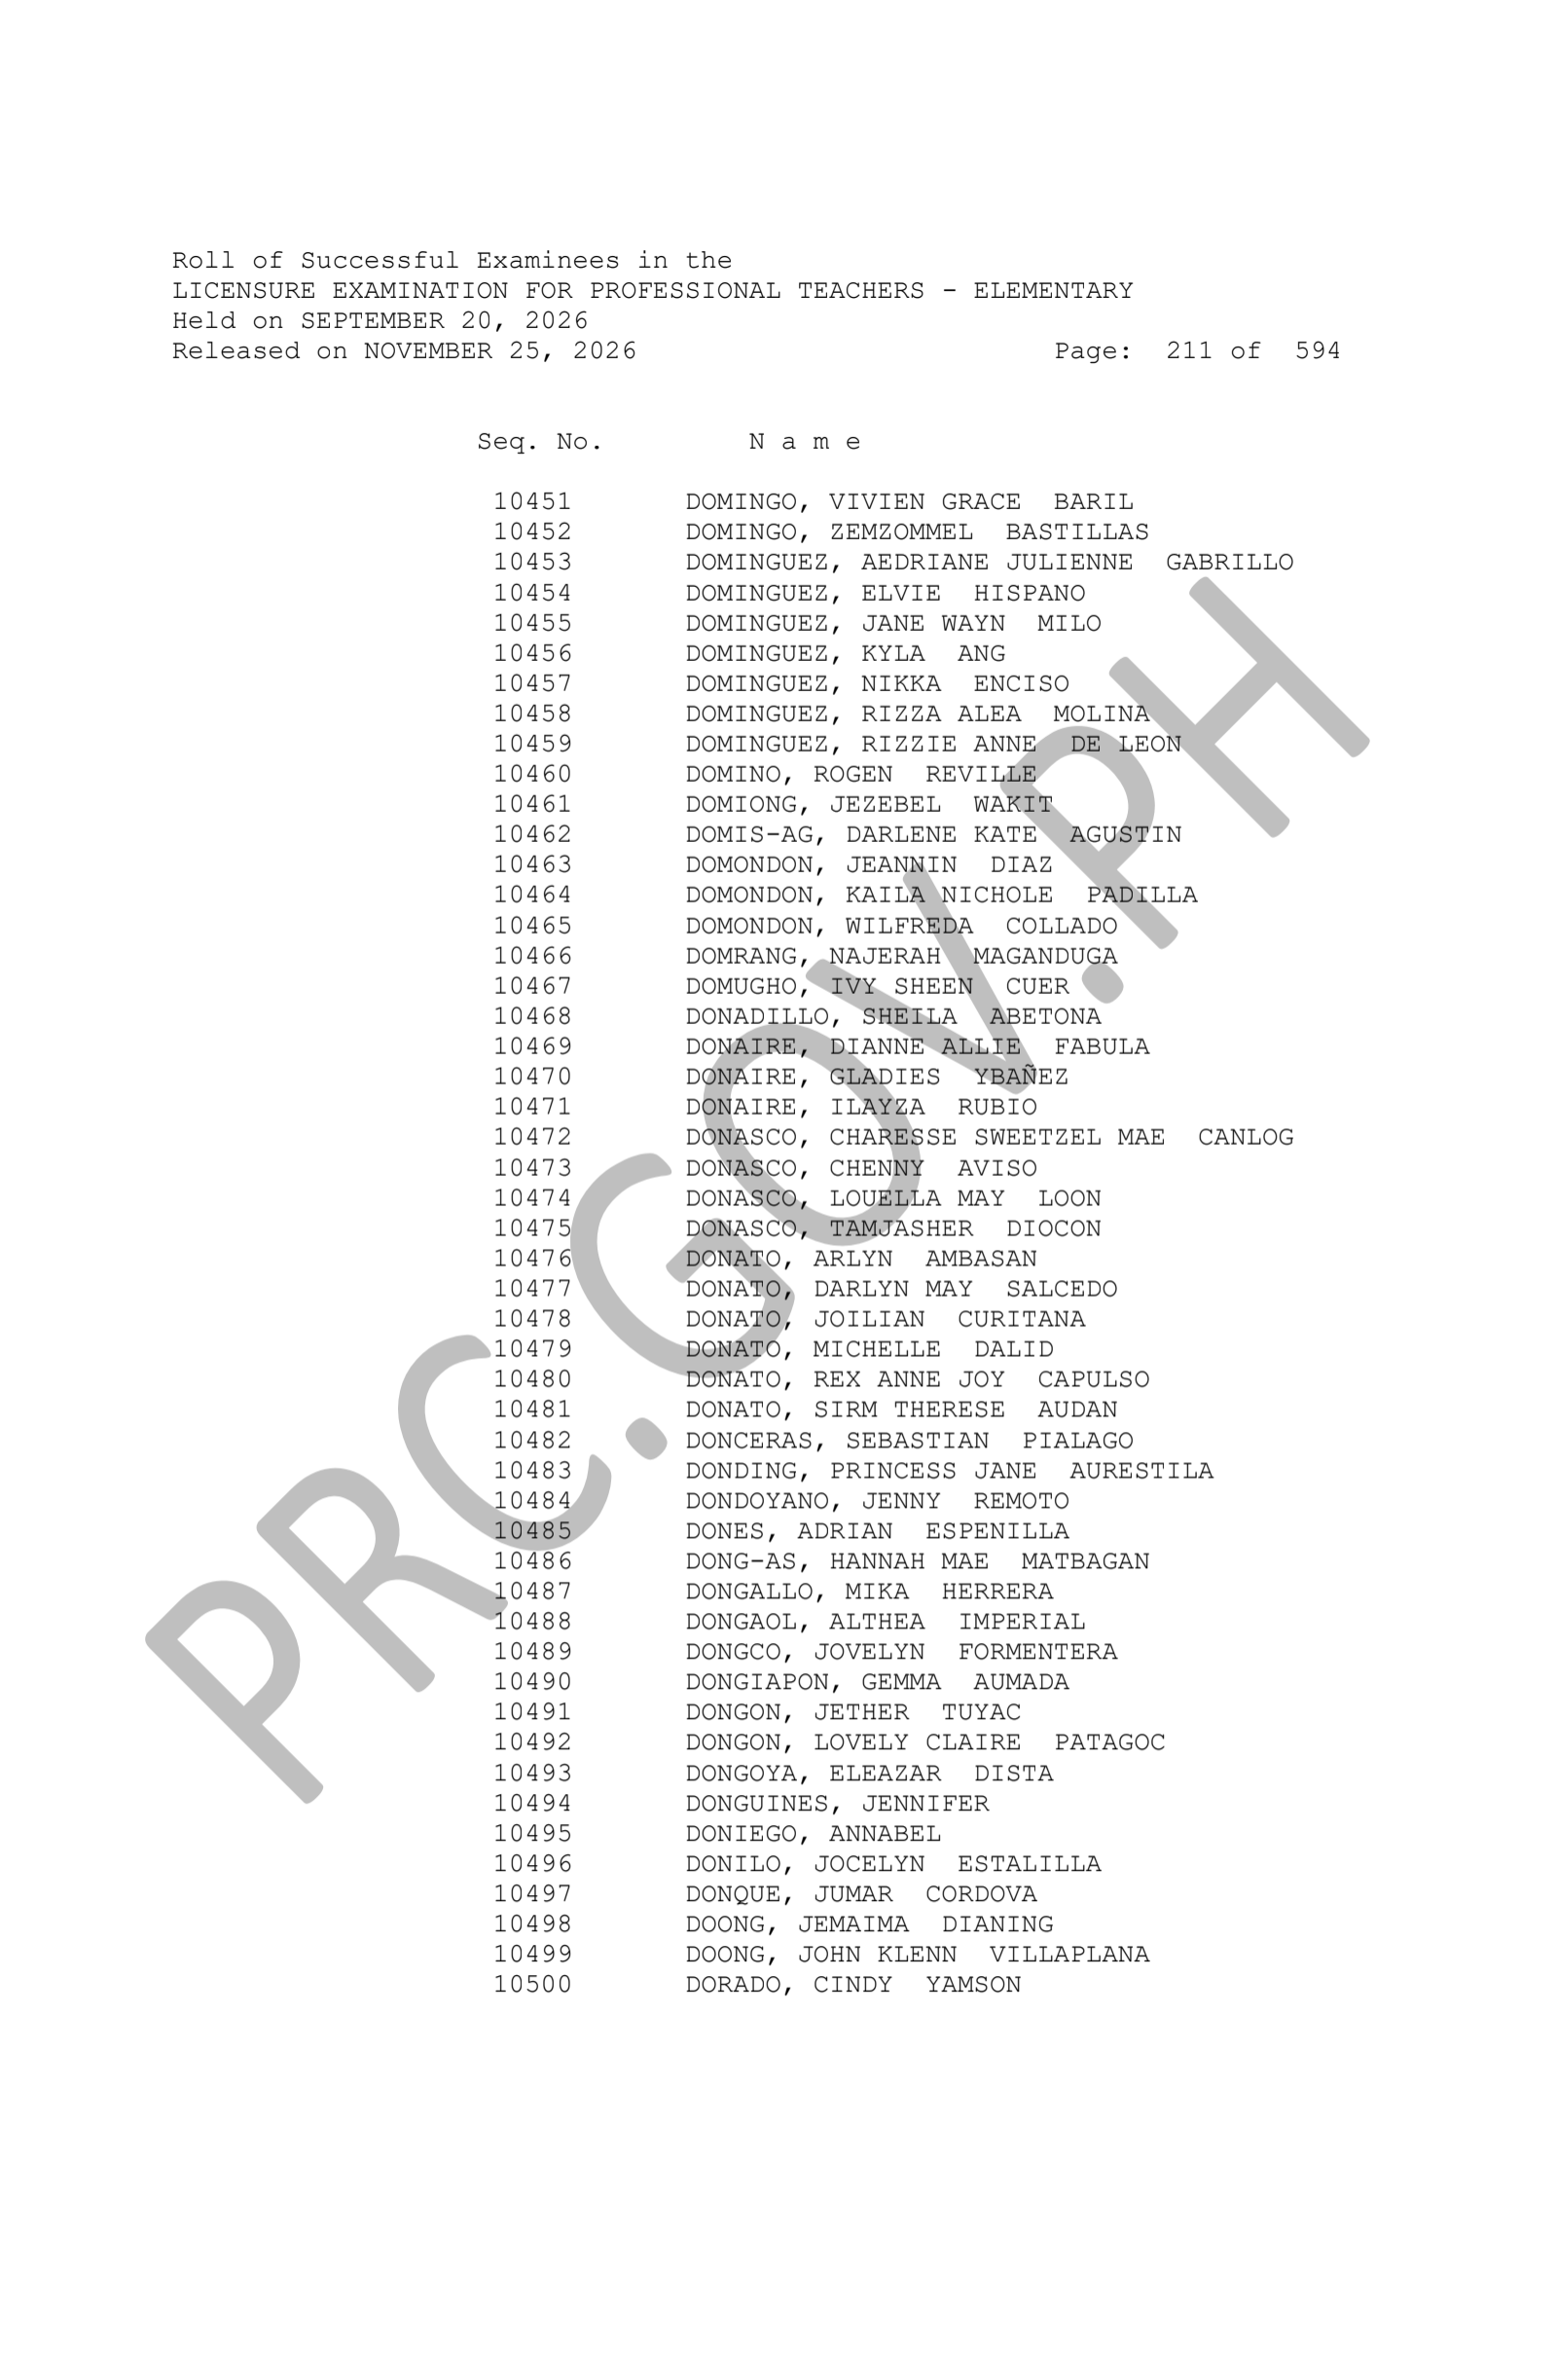 Roll of Successful Examinees in the
LICENSURE EXAMINATION FOR PROFESSIONAL TEACHERS - ELEMENTARY
Held on SEPTEMBER 20, 2026
Released on NOVEMBER 25, 2026 Page: 211 of 594
Seq. No. N a m e
10451 DOMINGO, VIVIEN GRACE BARIL
10452 DOMINGO, ZEMZOMMEL BASTILLAS
10453 DOMINGUEZ, AEDRIANE JULIENNE GABRILLO
10454 DOMINGUEZ, ELVIE HISPANO
10455 DOMINGUEZ, JANE WAYN MILO
10456 DOMINGUEZ, KYLA ANG
10457 DOMINGUEZ, NIKKA ENCISO
10458 DOMINGUEZ, RIZZA ALEA MOLINA
10459 DOMINGUEZ, RIZZIE ANNE DE LEON
10460 DOMINO, ROGEN REVILLE
10461 DOMIONG, JEZEBEL WAKIT
10462 DOMIS-AG, DARLENE KATE AGUSTIN
10463 DOMONDON, JEANNIN DIAZ
10464 DOMONDON, KAILA NICHOLE PADILLA
10465 DOMONDON, WILFREDA COLLADO
10466 DOMRANG, NAJERAH MAGANDUGA
10467 DOMUGHO, IVY SHEEN CUER
10468 DONADILLO, SHEILA ABETONA
10469 DONAIRE, DIANNE ALLIE FABULA
10470 DONAIRE, GLADIES YBAÑEZ
10471 DONAIRE, ILAYZA RUBIO
10472 DONASCO, CHARESSE SWEETZEL MAE CANLOG
10473 DONASCO, CHENNY AVISO
10474 DONASCO, LOUELLA MAY LOON
10475 DONASCO, TAMJASHER DIOCON
10476 DONATO, ARLYN AMBASAN
10477 DONATO, DARLYN MAY SALCEDO
10478 DONATO, JOILIAN CURITANA
10479 DONATO, MICHELLE DALID
10480 DONATO, REX ANNE JOY CAPULSO
10481 DONATO, SIRM THERESE AUDAN
10482 DONCERAS, SEBASTIAN PIALAGO
10483 DONDING, PRINCESS JANE AURESTILA
10484 DONDOYANO, JENNY REMOTO
10485 DONES, ADRIAN ESPENILLA
10486 DONG-AS, HANNAH MAE MATBAGAN
10487 DONGALLO, MIKA HERRERA
10488 DONGAOL, ALTHEA IMPERIAL
10489 DONGCO, JOVELYN FORMENTERA
10490 DONGIAPON, GEMMA AUMADA
10491 DONGON, JETHER TUYAC
10492 DONGON, LOVELY CLAIRE PATAGOC
10493 DONGOYA, ELEAZAR DISTA
10494 DONGUINES, JENNIFER
10495 DONIEGO, ANNABEL
10496 DONILO, JOCELYN ESTALILLA
10497 DONQUE, JUMAR CORDOVA
10498 DOONG, JEMAIMA DIANING
10499 DOONG, JOHN KLENN VILLAPLANA
10500 DORADO, CINDY YAMSON
PRC.GOV.PH